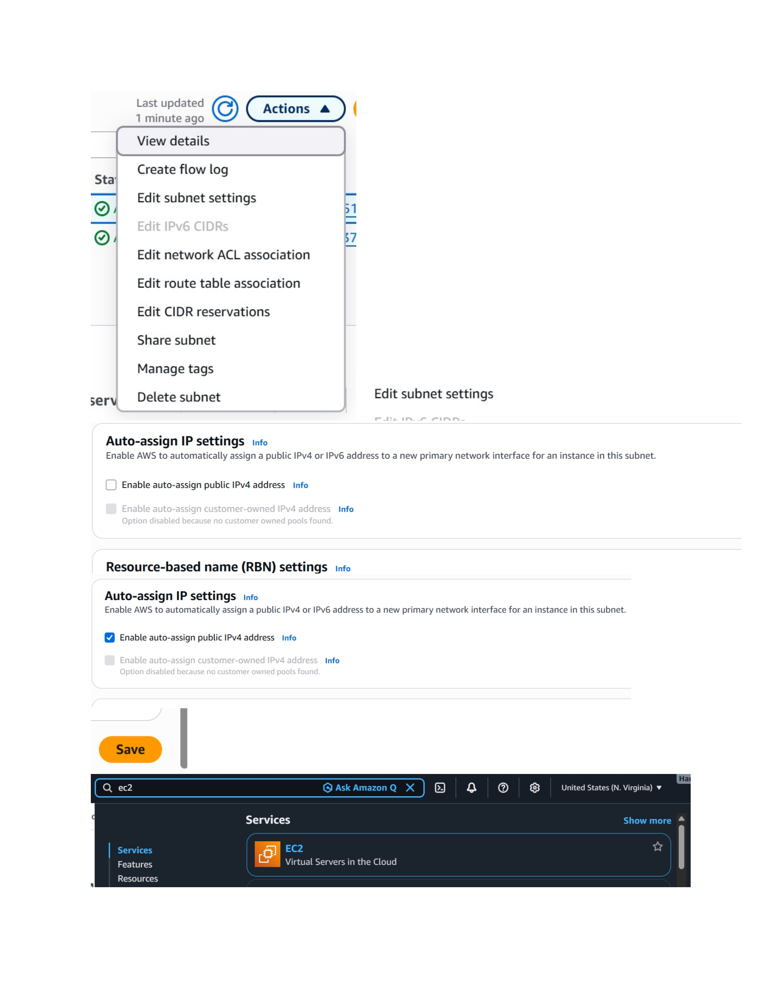 Last updated
1 minute ago
Actions
View details
Create flow log
Edit subnet settings
Edit IPv6 CIDRs
Edit network ACL association
Edit route table association
Edit CIDR reservations
Share subnet
Manage tags
Delete subnet
51
37
Edit subnet settings
Edit IPv6 CIDRs
Auto-assign IP settings Info
Enable AWS to automatically assign a public IPv4 or IPv6 address to a new primary network interface for an instance in this subnet.
Enable auto-assign public IPv4 address Info
Enable auto-assign customer-owned IPv4 address Info
Option disabled because no customer owned pools found.
Resource-based name (RBN) settings Info
Auto-assign IP settings Info
Enable AWS to automatically assign a public IPv4 or IPv6 address to a new primary network interface for an instance in this subnet.
Enable auto-assign public IPv4 address Info
Enable auto-assign customer-owned IPv4 address Info
Option disabled because no customer owned pools found.
Save
ec2 Ask Amazon Q United States (N. Virginia)
Services Show more
EC2
Virtual Servers in the Cloud
Services
Features
Resources